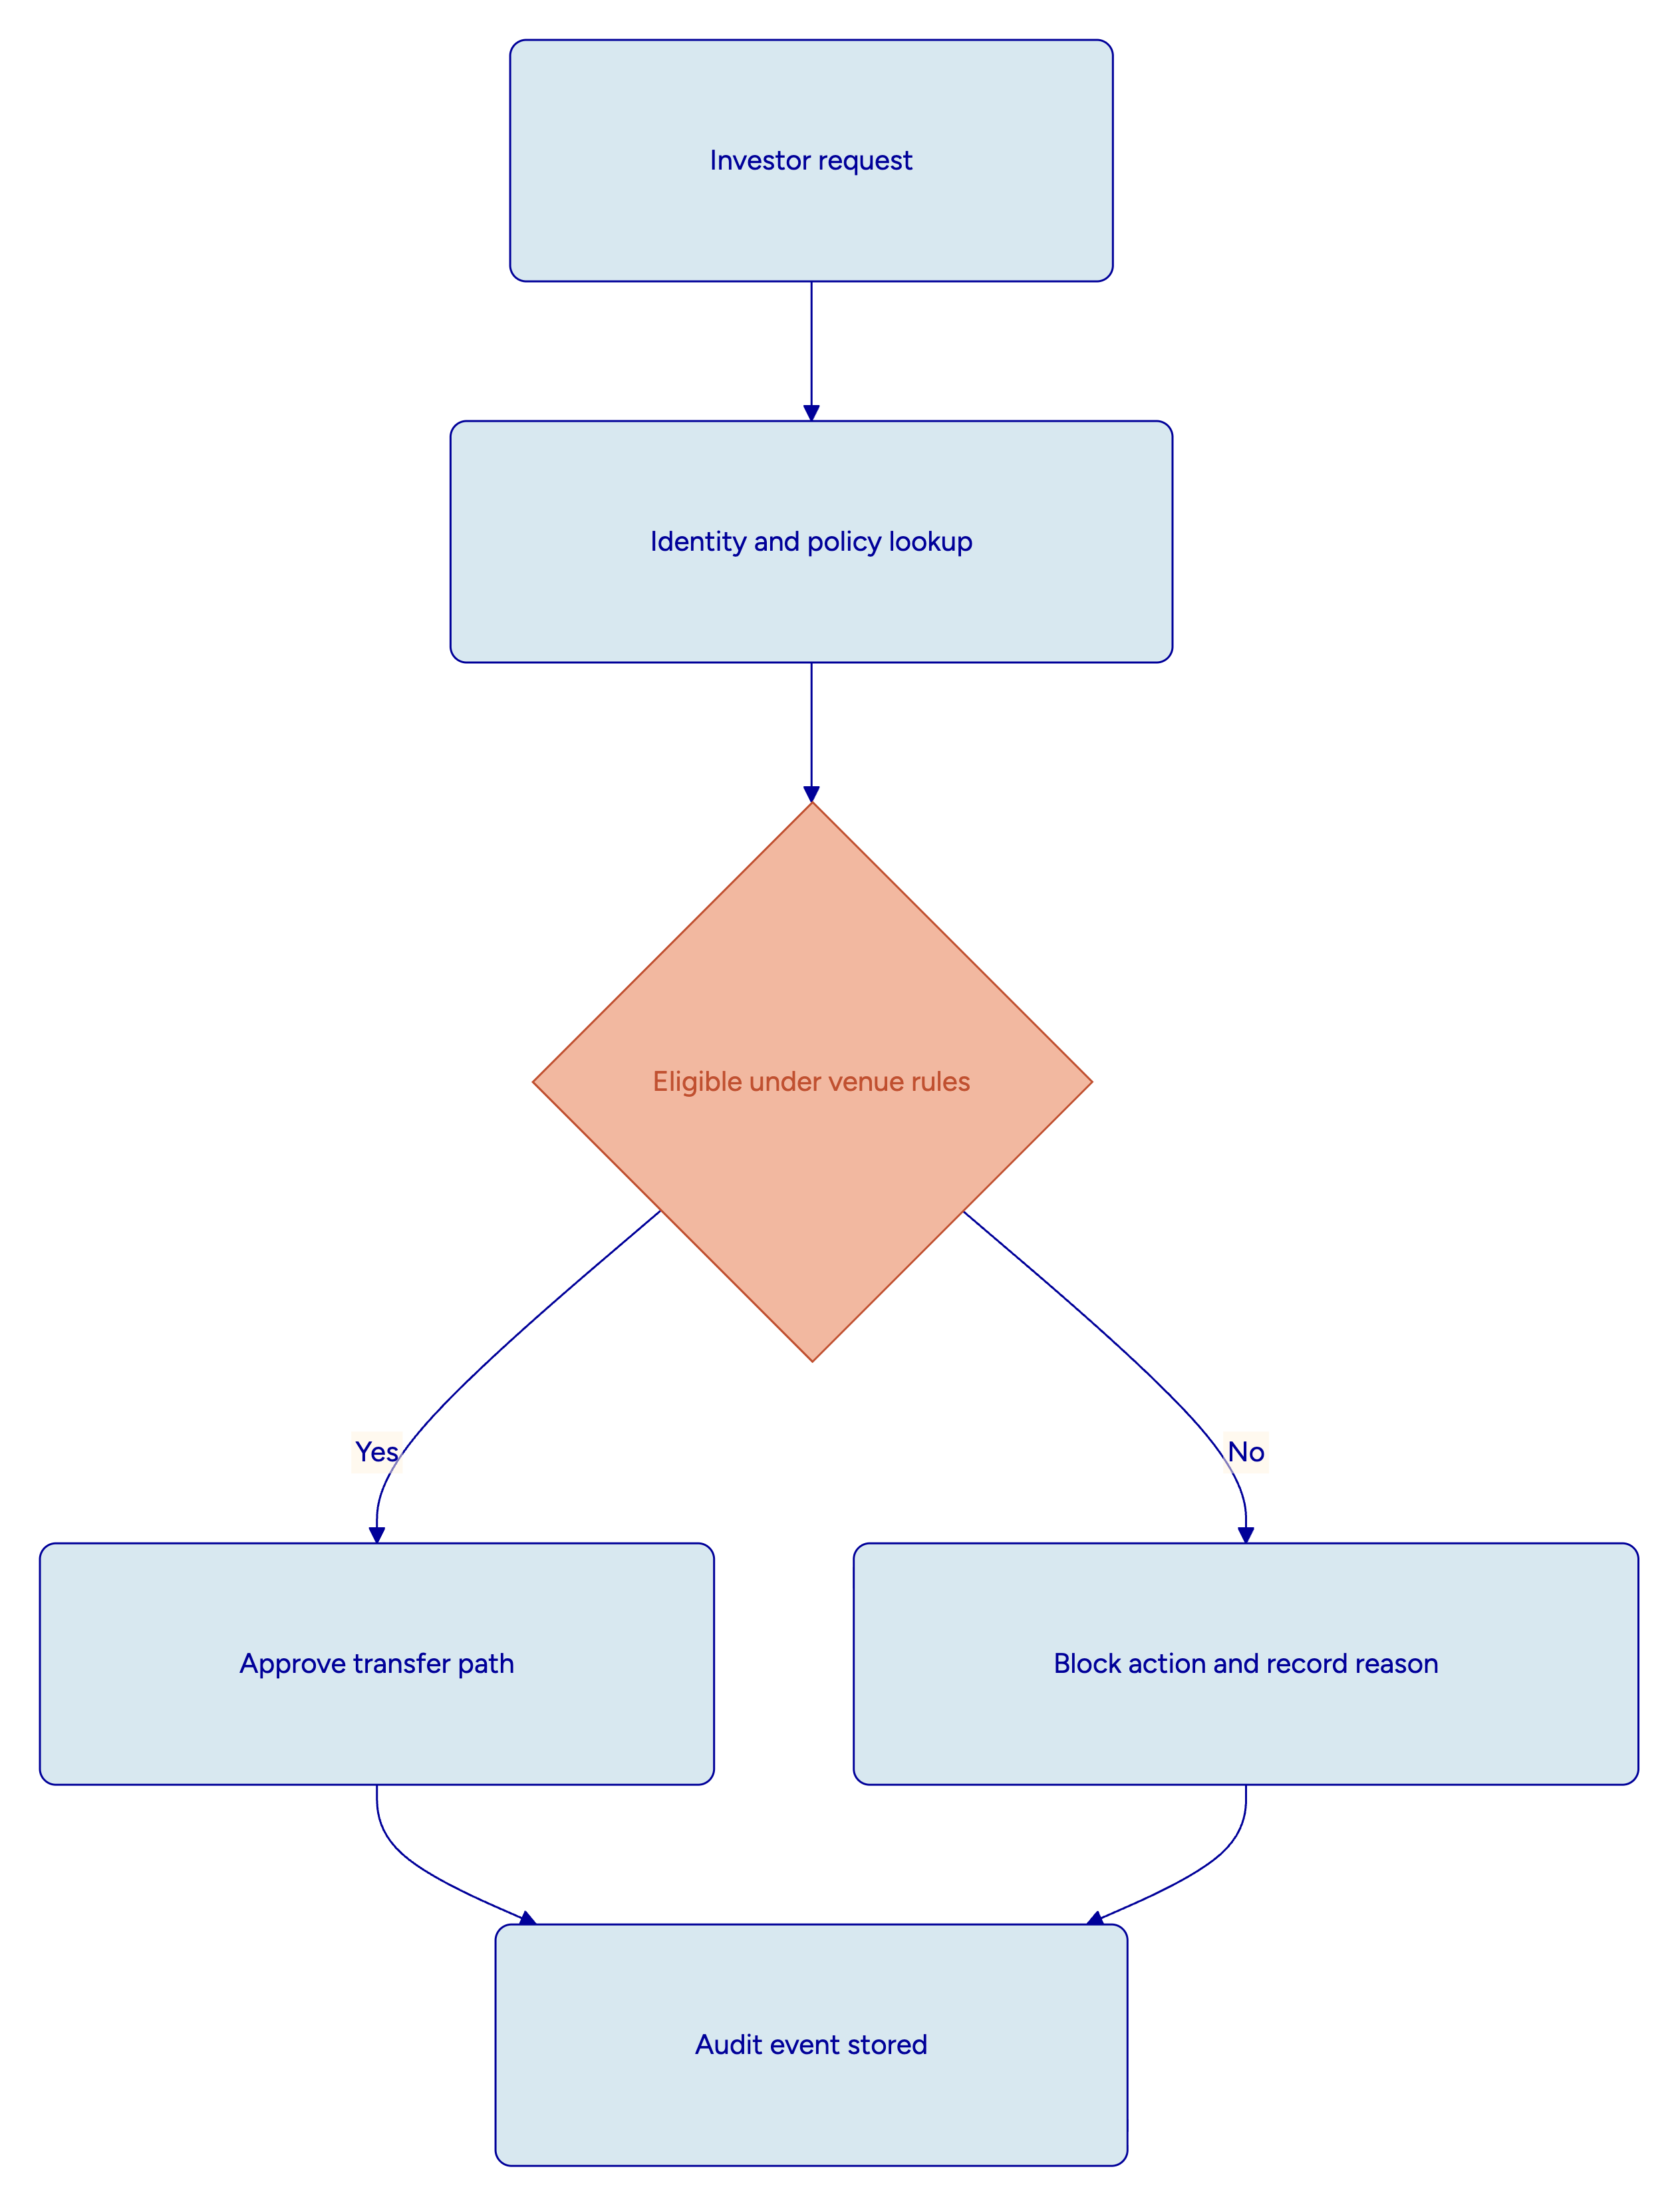 Investor request
Identity and policy lookup
Eligible under venue rules
Yes
No
Approve transfer path
Block action and record reason
Audit event stored